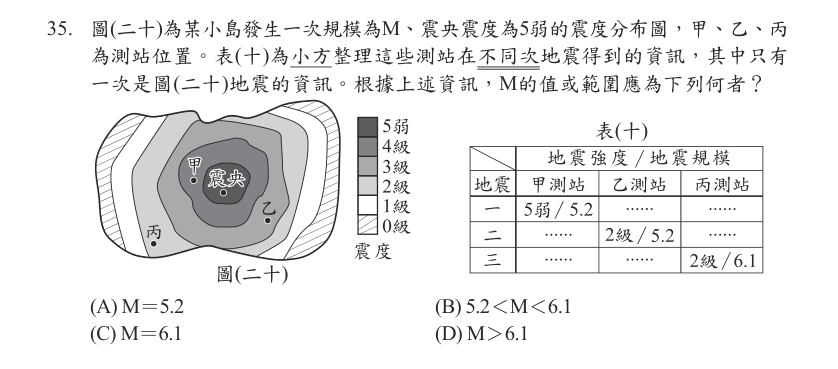 35. 圖(二十)為某小島發生一次規模為M、震央震度為5弱的震度分布圖，甲、乙、丙
為測站位置。表(十)為小方整理這些測站在不同次地震得到的資訊，其中只有
一次是圖(二十)地震的資訊。根據上述資訊，M的值或範圍應為下列何者？
甲
震央
乙
丙
5弱
4級
3級
2級
1級
0級
震度
圖(二十)
表(十)
地震強度/地震規模
地震 甲測站 乙測站 丙測站
一 5弱/5.2 …… ……
二 …… 2級/5.2 ……
三 …… …… 2級/6.1
(A) M＝5.2 (B) 5.2＜M＜6.1
(C) M＝6.1 (D) M＞6.1